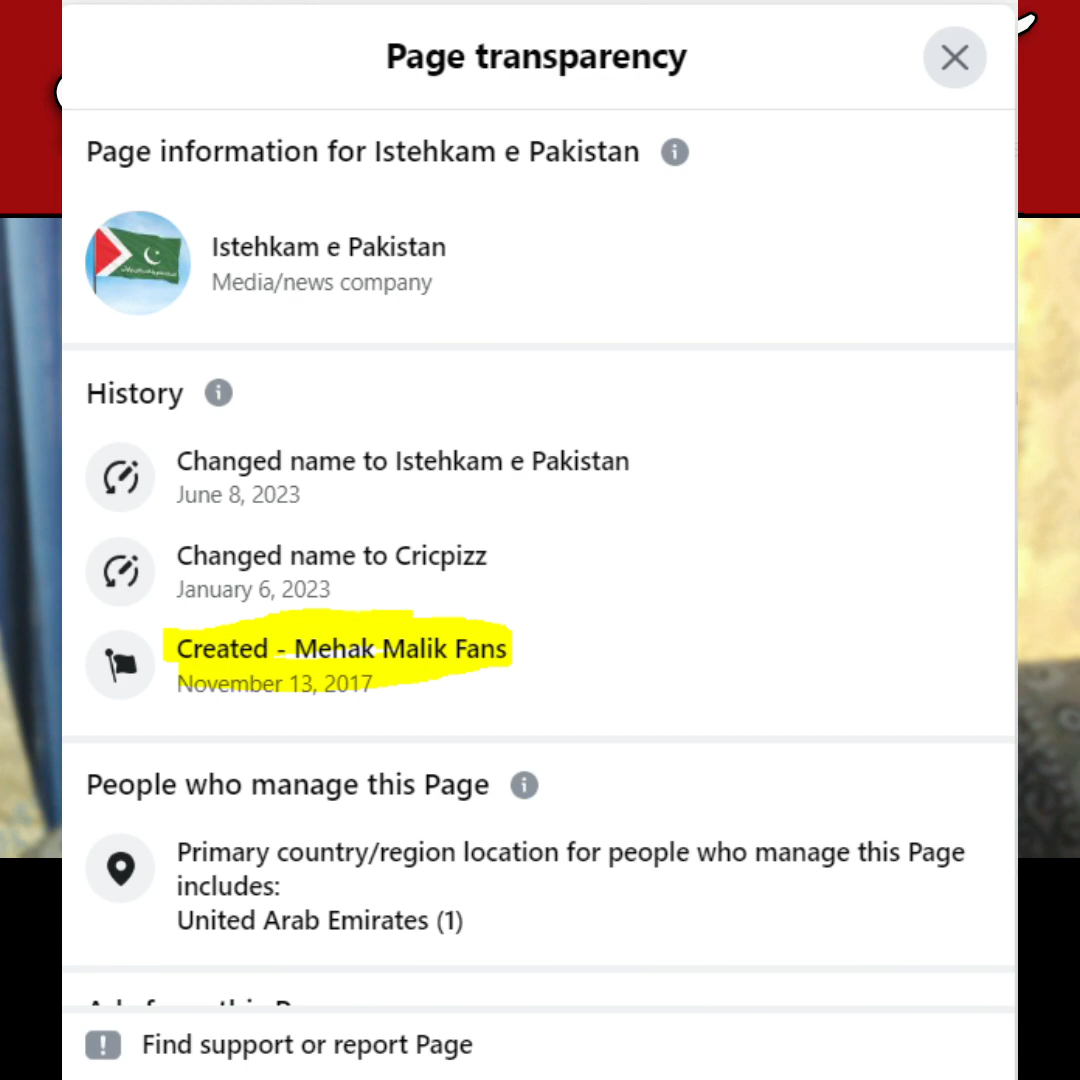 Page transparency
Page information for Istehkam e Pakistan
Istehkam e Pakistan
Media/news company
History
Changed name to Istehkam e Pakistan
June 8, 2023
Changed name to Cricpizz
January 6, 2023
Created - Mehak Malik Fans
November 13, 2017
People who manage this Page
Primary country/region location for people who manage this Page
includes:
United Arab Emirates (1)
Find support or report Page